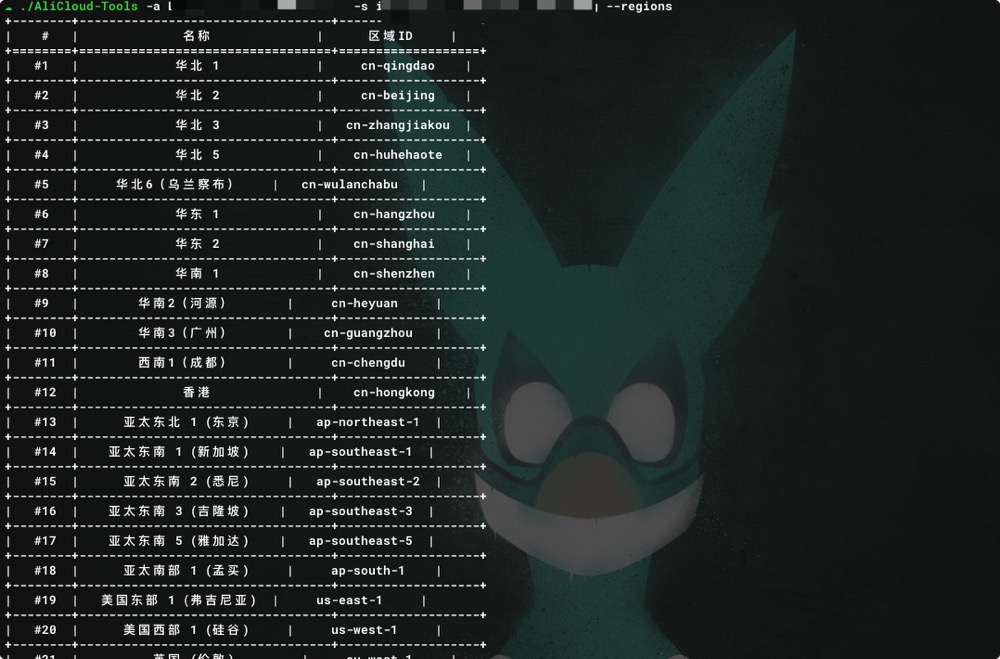 ./AliCloud-Tools -a l -s i --regions
# | 名称 | 区域ID |
#1 | 华北 1 | cn-qingdao |
#2 | 华北 2 | cn-beijing |
#3 | 华北 3 | cn-zhangjiakou |
#4 | 华北 5 | cn-huhehaote |
#5 | 华北6(乌兰察布) | cn-wulanchabu |
#6 | 华东 1 | cn-hangzhou |
#7 | 华东 2 | cn-shanghai |
#8 | 华南 1 | cn-shenzhen |
#9 | 华南2(河源) | cn-heyuan |
#10 | 华南3(广州) | cn-guangzhou |
#11 | 西南1(成都) | cn-chengdu |
#12 | 香港 | cn-hongkong |
#13 | 亚太东北 1 (东京) | ap-northeast-1 |
#14 | 亚太东南 1 (新加坡) | ap-southeast-1 |
#15 | 亚太东南 2 (悉尼) | ap-southeast-2 |
#16 | 亚太东南 3 (吉隆坡) | ap-southeast-3 |
#17 | 亚太东南 5 (雅加达) | ap-southeast-5 |
#18 | 亚太南部 1 (孟买) | ap-south-1 |
#19 | 美国东部 1 (弗吉尼亚) | us-east-1 |
#20 | 美国西部 1 (硅谷) | us-west-1 |
#21 | 英国 (伦敦) | eu-west-1 |